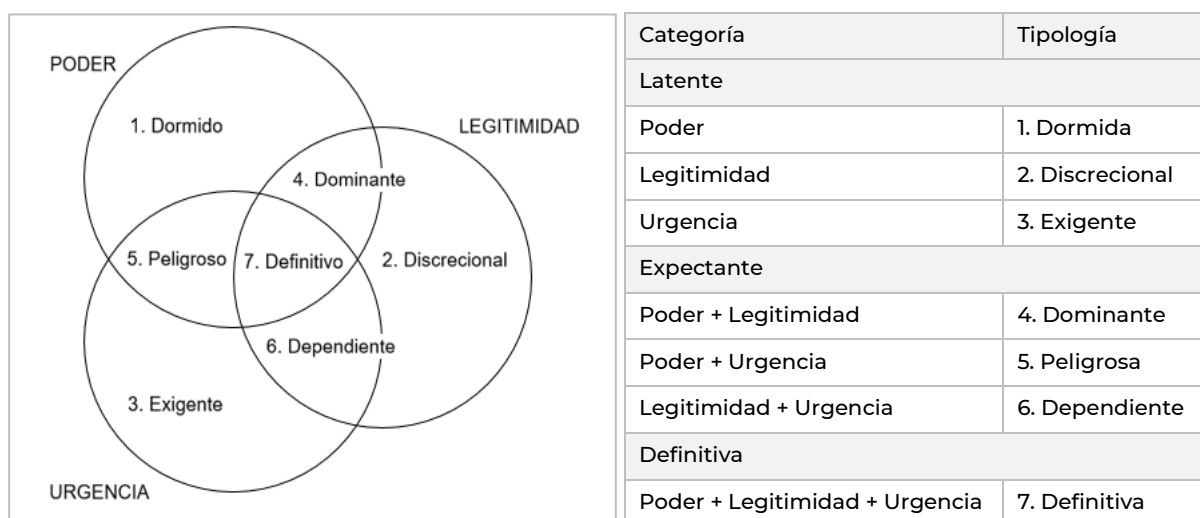 PODER
1. Dormido
LEGITIMIDAD
4. Dominante
5. Peligroso
7. Definitivo
2. Discrecional
6. Dependiente
3. Exigente
URGENCIA
Categoría Tipología
Latente
Poder 1. Dormida
Legitimidad 2. Discrecional
Urgencia 3. Exigente
Expectante
Poder + Legitimidad 4. Dominante
Poder + Urgencia 5. Peligrosa
Legitimidad + Urgencia 6. Dependiente
Definitiva
Poder + Legitimidad + Urgencia 7. Definitiva